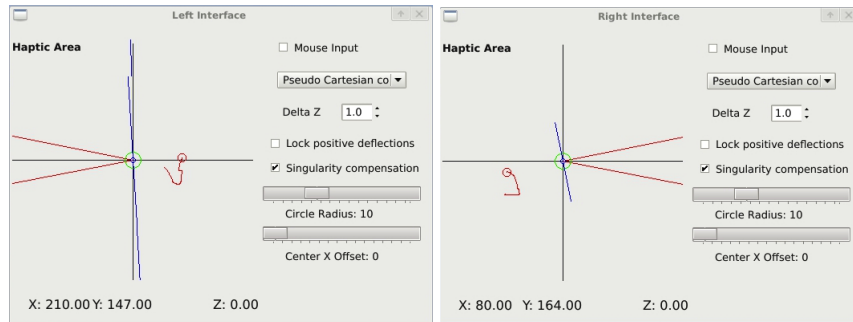 Left Interface
Haptic Area
Mouse Input
Pseudo Cartesian co
Delta Z 1.0
Lock positive deflections
Singularity compensation
Circle Radius: 10
Center X Offset: 0
X: 210.00 Y: 147.00 Z: 0.00
Right Interface
Haptic Area
Mouse Input
Pseudo Cartesian co
Delta Z 1.0
Lock positive deflections
Singularity compensation
Circle Radius: 10
Center X Offset: 0
X: 80.00 Y: 164.00 Z: 0.00